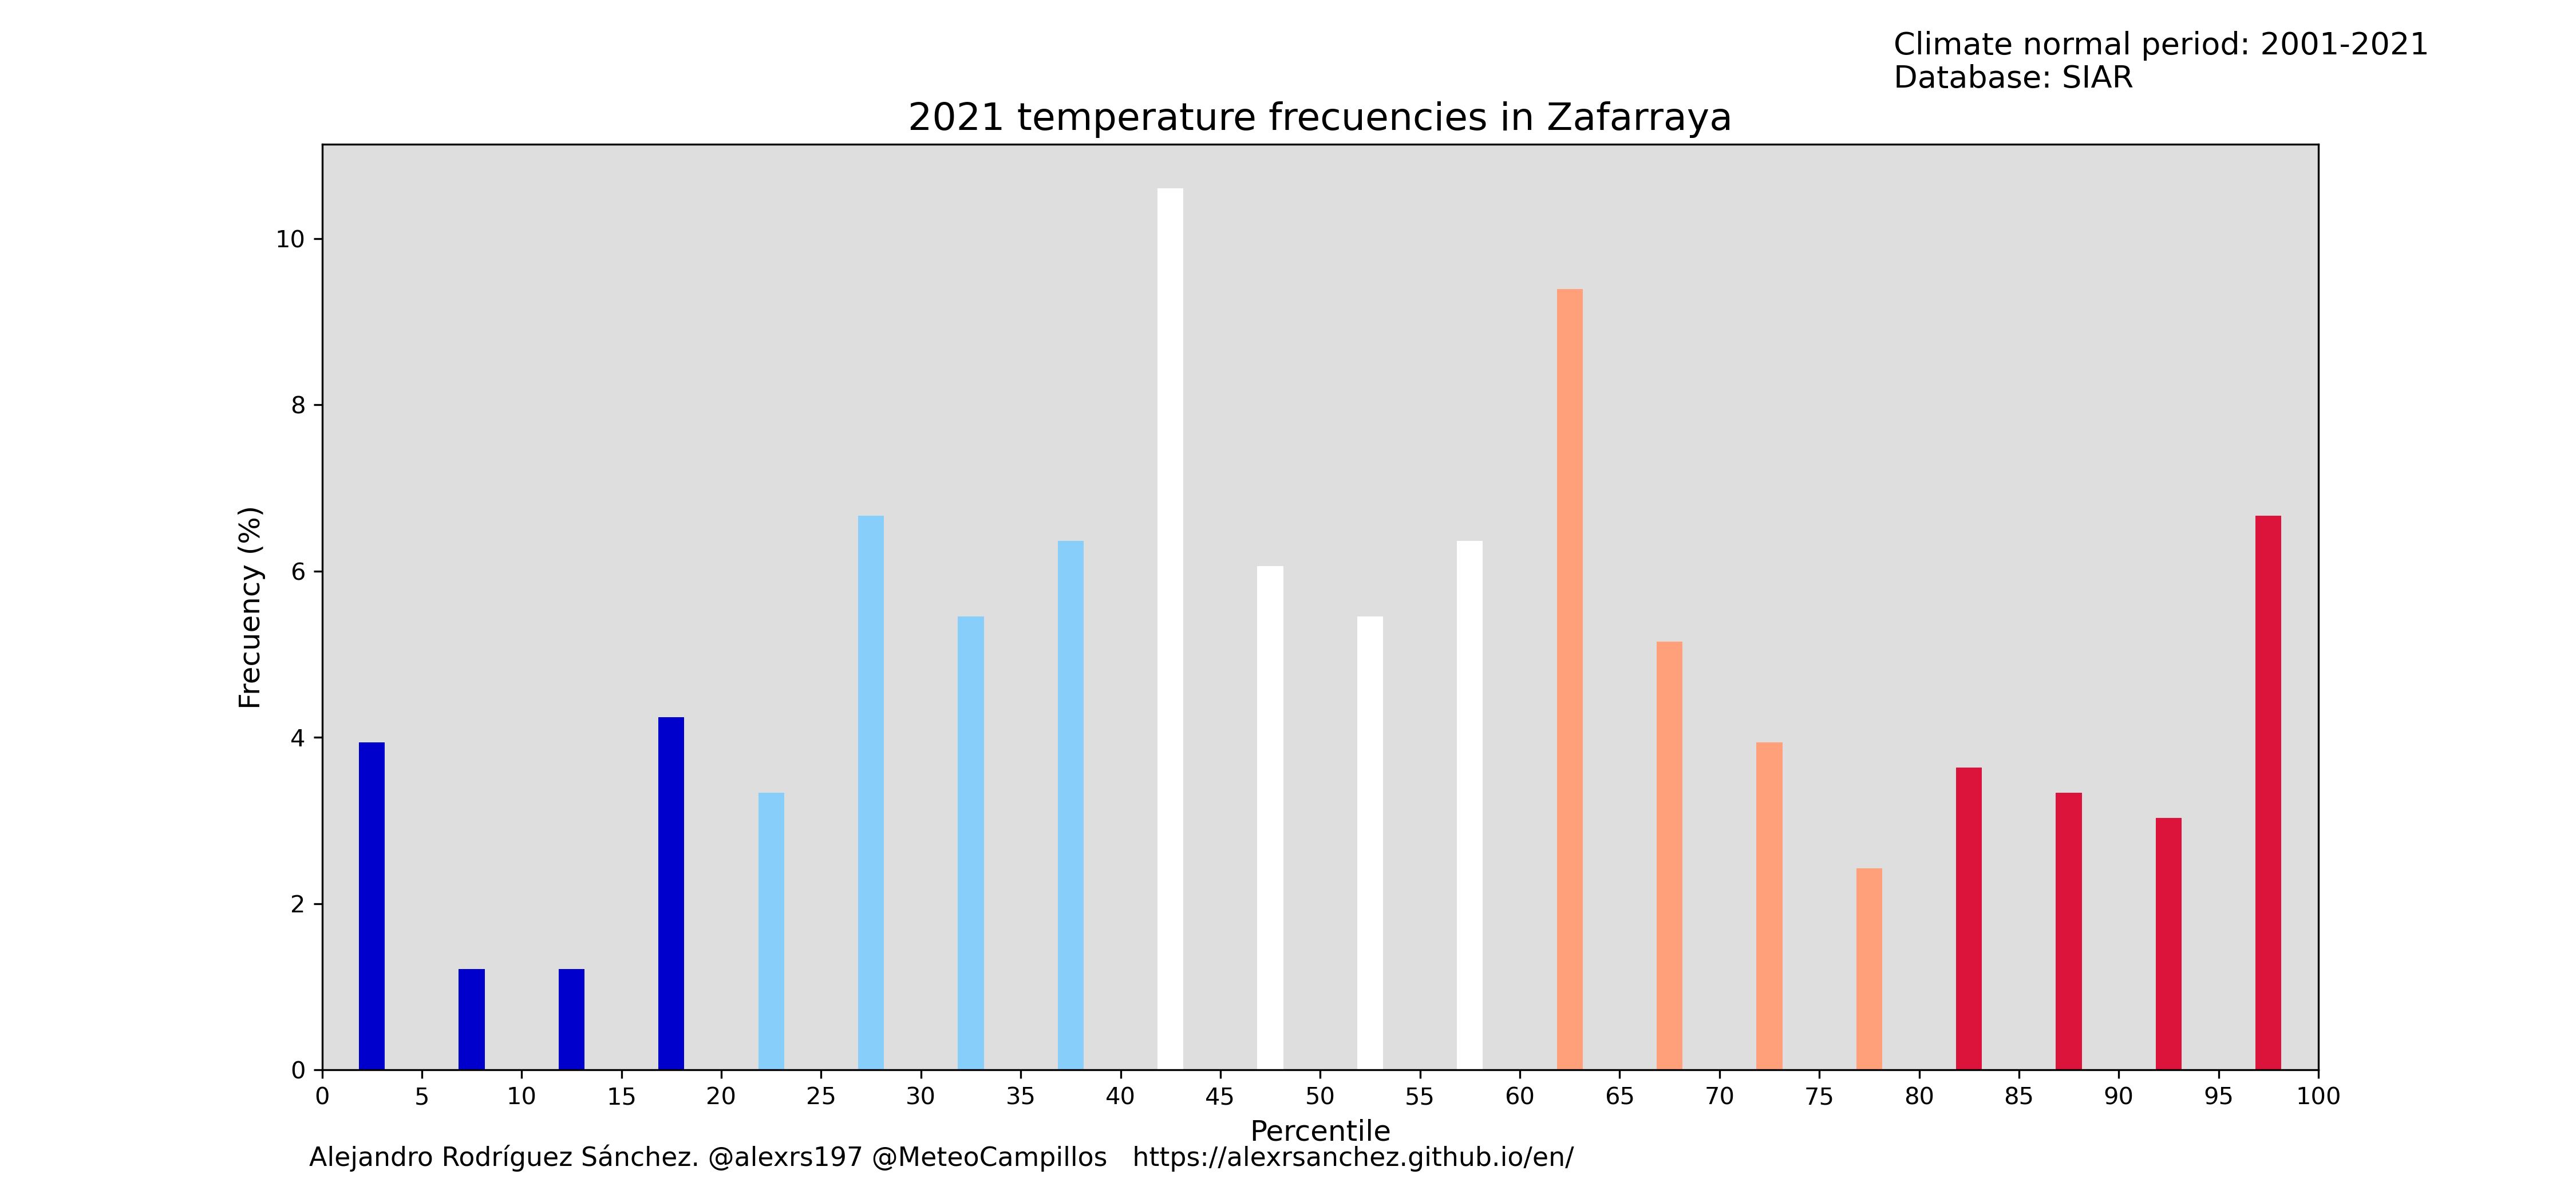 Climate normal period: 2001-2021
Database: SIAR
2021 temperature frecuencies in Zafarraya
Frecuency (%)
10
8
6
4
2
0
0 5 10 15 20 25 30 35 40 45 50 55 60 65 70 75 80 85 90 95 100
Percentile
Alejandro Rodríguez Sánchez. @alexrs197 @MeteoCampillos https://alexrsanchez.github.io/en/